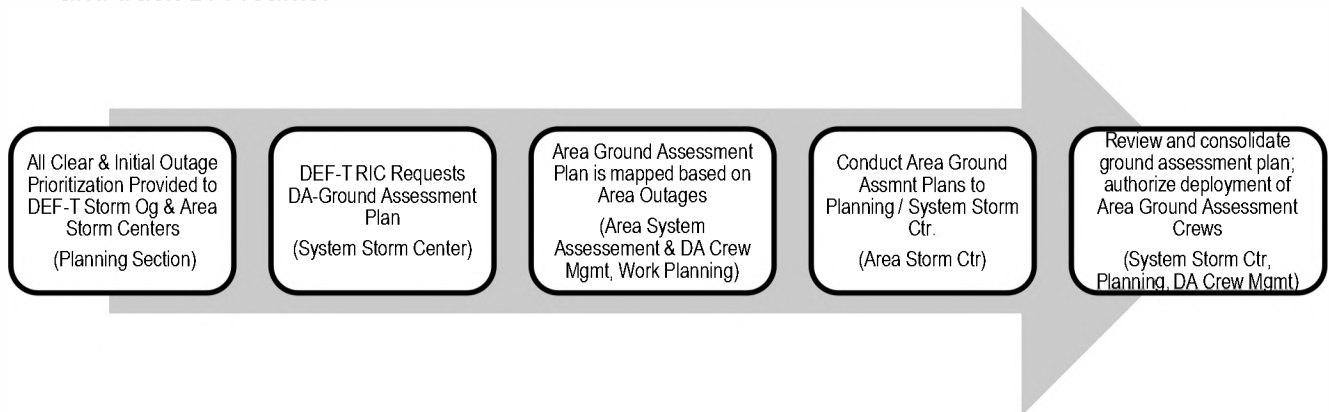 All Clear & Initial Outage
Prioritization Provided to
DEF-T Storm Og & Area
Storm Centers
(Planning Section)
DEF-T RIC Requests
DA-Ground Assessment
Plan
(System Storm Center)
Area Ground Assessment
Plan is mapped based on
Area Outages
(Area System
Assessement & DA Crew
Mgmt, Work Planning)
Conduct Area Ground
Assmnt Plans to
Planning / System Storm
Ctr.
(Area Storm Ctr)
Review and consolidate
ground assessment plan;
authorize deployment of
Area Ground Assessment
Crews
(System Storm Ctr,
Planning, DA Crew Mgmt)